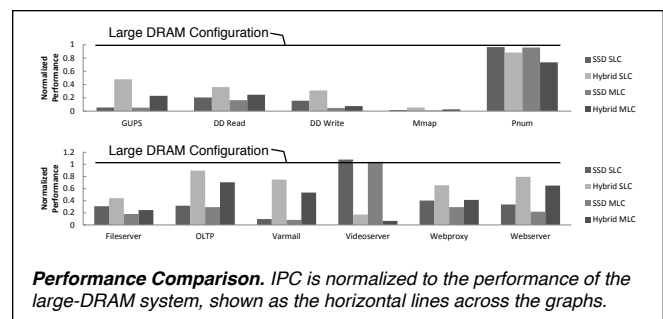 Large DRAM Configuration
Normalized
Performance
1
0.8
0.6
0.4
0.2
0
GUPS DD Read DD Write Mmap Pnum
SSD SLC
Hybrid SLC
SSD MLC
Hybrid MLC
Large DRAM Configuration
Normalized
Performance
1.2
1
0.8
0.6
0.4
0.2
0
Fileserver OLTP Varmail Videoserver Webproxy Webserver
SSD SLC
Hybrid SLC
SSD MLC
Hybrid MLC
Performance Comparison. IPC is normalized to the performance of the
large-DRAM system, shown as the horizontal lines across the graphs.